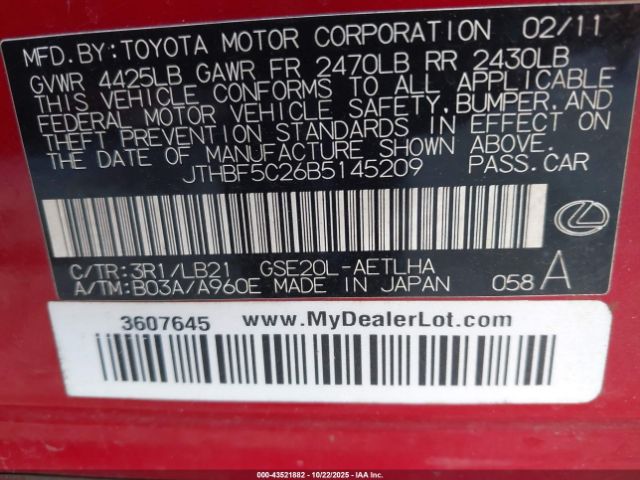 MFD.BY:TOYOTA MOTOR CORPORATION 02/11
GVWR 4425LB GAWR FR 2470LB RR 2430LB
THIS VEHICLE CONFORMS TO ALL APPLICABLE
FEDERAL MOTOR VEHICLE SAFETY,BUMPER,AND
THEFT PREVENTION STANDARDS IN EFFECT ON
THE DATE OF MANUFACTURE SHOWN ABOVE.
JTHBF5C26B5145209 PASS.CAR
C/TR:3R1/LB21 GSE20L-AETLHA
A/TM:B03A/A960E MADE IN JAPAN 058 A
3607645 www.MyDealerLot.com
000-43521882 - 10/22/2025 - IAAI.COM